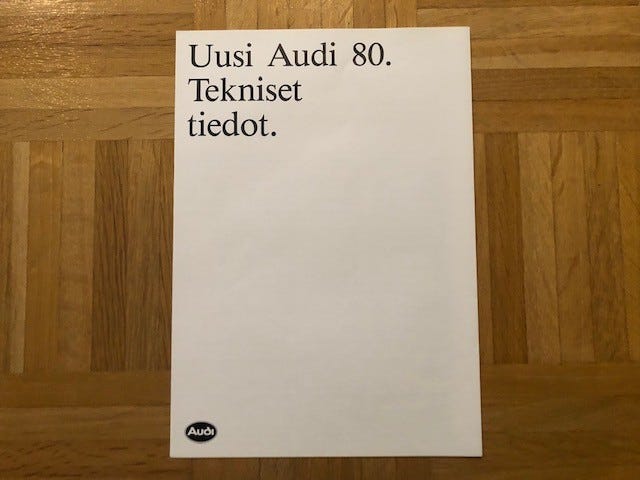 Uusi Audi 80.
Tekniset
tiedot.
Audi